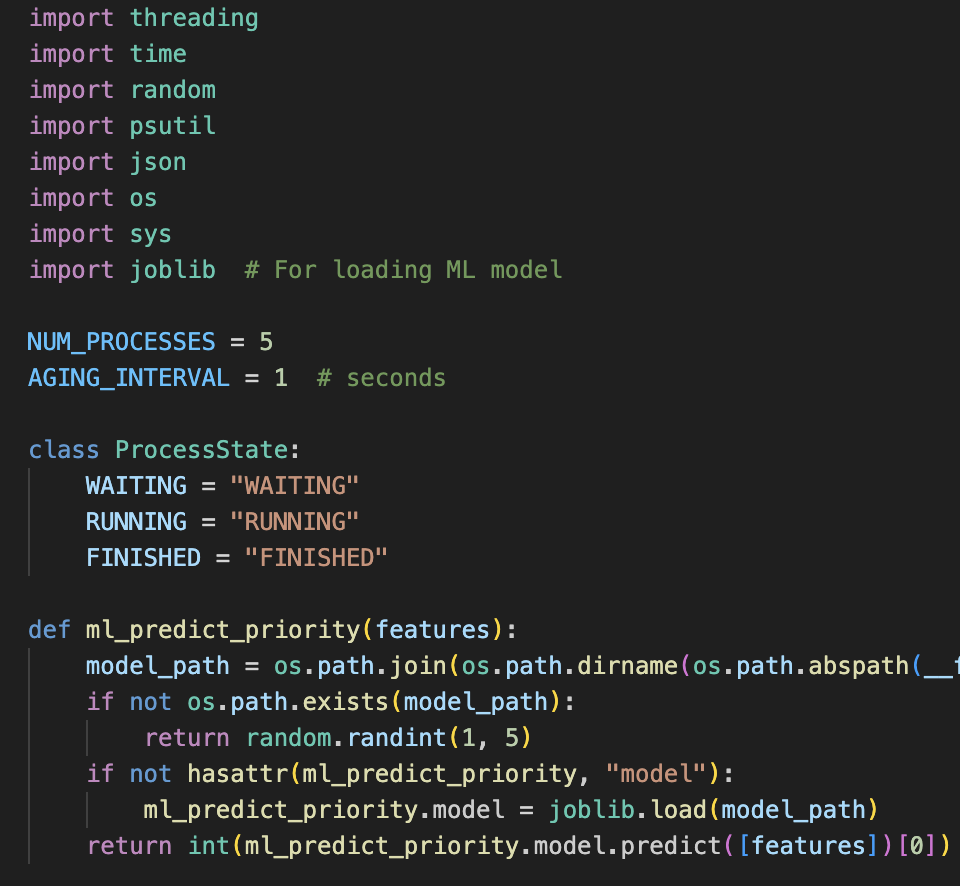 import threading
import time
import random
import psutil
import json
import os
import sys
import joblib  # For loading ML model
NUM_PROCESSES = 5
AGING_INTERVAL = 1  # seconds
class ProcessState:
    WAITING = "WAITING"
    RUNNING = "RUNNING"
    FINISHED = "FINISHED"
def ml_predict_priority(features):
    model_path = os.path.join(os.path.dirname(os.path.abspath(__f
    if not os.path.exists(model_path):
        return random.randint(1, 5)
    if not hasattr(ml_predict_priority, "model"):
        ml_predict_priority.model = joblib.load(model_path)
    return int(ml_predict_priority.model.predict([features])[0])